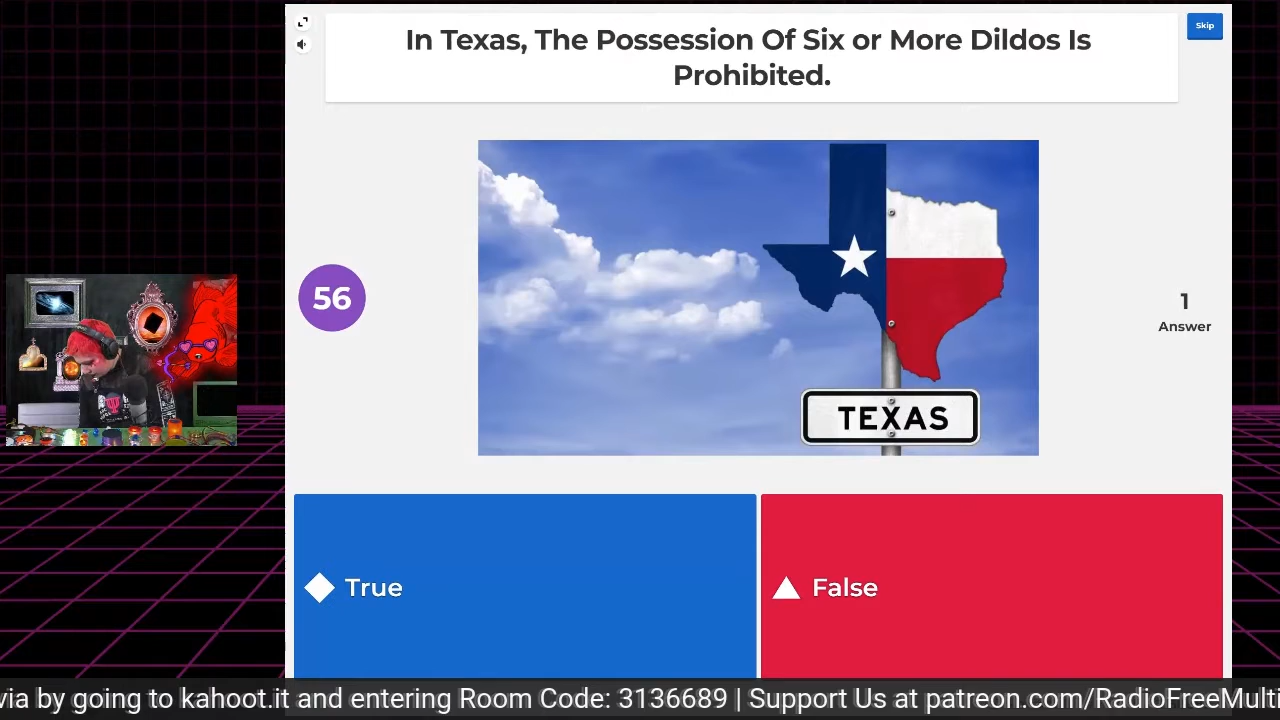 In Texas, The Possession Of Six or More Dildos Is
Prohibited.
Skip
56
1
Answer
TEXAS
True
False
via by going to kahoot.it and entering Room Code: 3136689 | Support Us at patreon.com/RadioFreeMulti